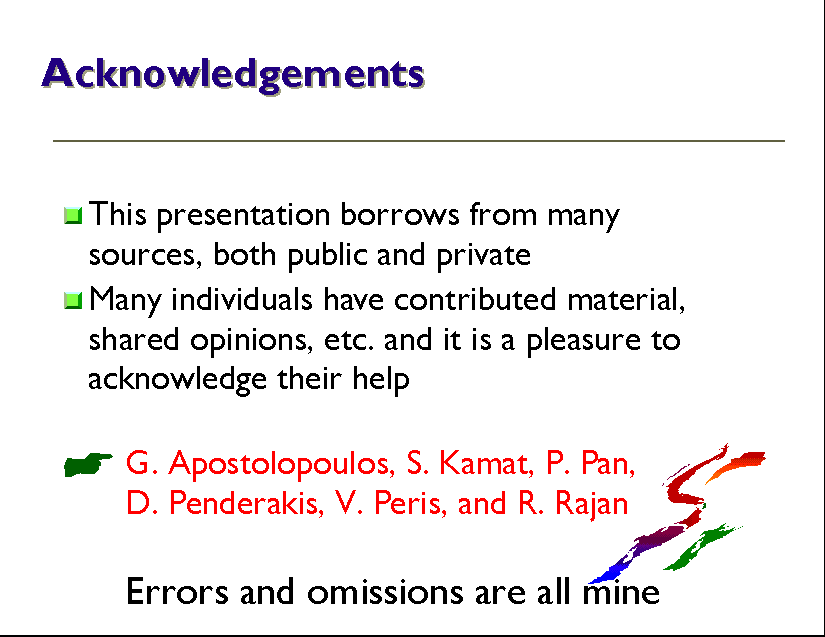 Acknowledgements
This presentation borrows from many
sources, both public and private
Many individuals have contributed material,
shared opinions, etc. and it is a pleasure to
acknowledge their help
G. Apostolopoulos, S. Kamat, P. Pan,
D. Penderakis, V. Peris, and R. Rajan
Errors and omissions are all mine